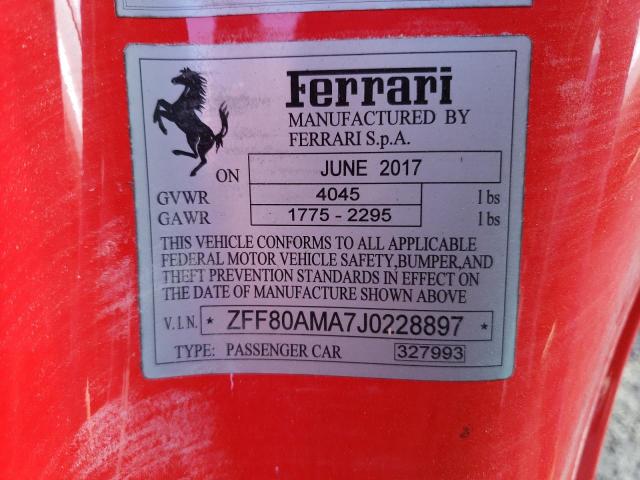 Ferrari
MANUFACTURED BY
FERRARI S.p.A.
ON JUNE 2017
GVWR 4045 lbs
GAWR 1775 - 2295 lbs
THIS VEHICLE CONFORMS TO ALL APPLICABLE
FEDERAL MOTOR VEHICLE SAFETY,BUMPER,AND
THEFT PREVENTION STANDARDS IN EFFECT ON
THE DATE OF MANUFACTURE SHOWN ABOVE
V.I.N. * ZFF80AMA7J0228897 *
TYPE: PASSENGER CAR 327993